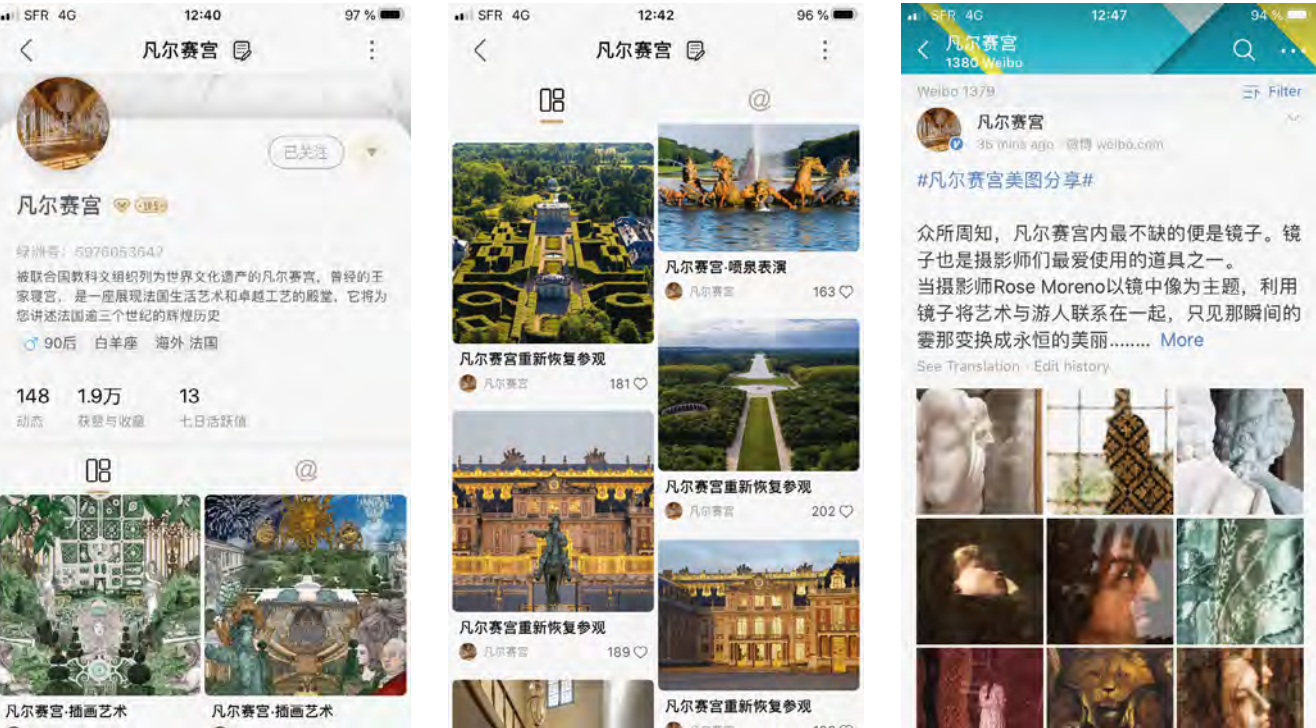 SFR 4G 12:40 97 %
凡尔赛宫
已关注
凡尔赛宫
绿洲号: 5976053647
被联合国教科文组织列为世界文化遗产的凡尔赛宫，曾经的王
家寝宫，是一座展现法国生活艺术和卓越工艺的殿堂，它将为
您讲述法国逾三个世纪的辉煌历史
90后 白羊座 海外 法国
148 1.9万 13
动态 获赞与收藏 七日活跃值
@
凡尔赛宫·插画艺术
凡尔赛宫·插画艺术
SFR 4G 12:42 96 %
凡尔赛宫
@
凡尔赛宫·喷泉表演
凡尔赛宫 163
凡尔赛宫重新恢复参观
凡尔赛宫 181
凡尔赛宫重新恢复参观
凡尔赛宫 202
凡尔赛宫重新恢复参观
凡尔赛宫 189
凡尔赛宫重新恢复参观
SFR 4G 12:47 94 %
凡尔赛宫
1380 Weibo
Weibo 1379 Filter
凡尔赛宫
35 mins ago 微博 weibo.com
#凡尔赛宫美图分享#
众所周知，凡尔赛宫内最不缺的便是镜子。镜
子也是摄影师们最爱使用的道具之一。
当摄影师Rose Moreno以镜中像为主题，利用
镜子将艺术与游人联系在一起，只见那瞬间的
霎那变换成永恒的美丽........ More
See Translation · Edit history